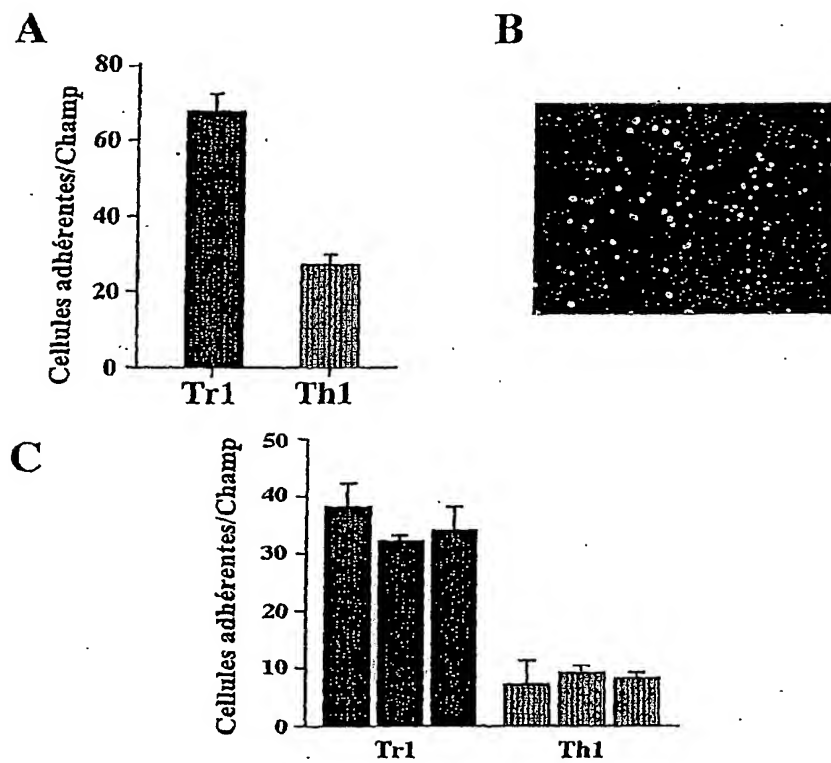 A
B
Cellules adhérentes/Champ
80
60
40
20
0
Tr1
Th1
C
Cellules adhérentes/Champ
50
40
30
20
10
0
Tr1
Th1